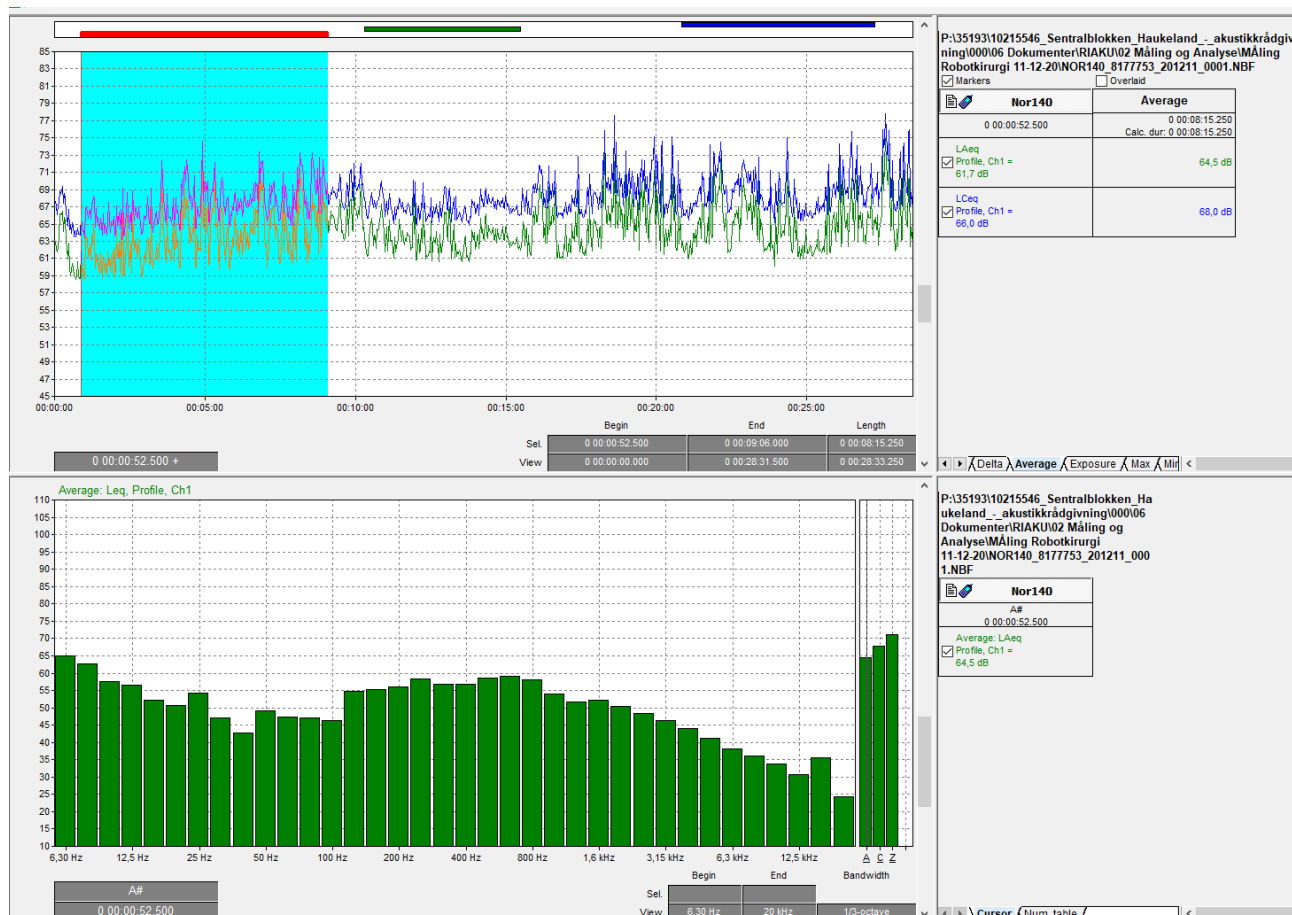 P:\35193\10215546_Sentralblokken_Haukeland_-_akustikkrådgiv
ning\000\06 Dokumenter\RIAKU\02 Måling og Analyse\MÅling
Robotkirurgi 11-12-20\NOR140_8177753_201211_0001.NBF
Markers Overlaid
Nor140 Average
0 00:00:52.500
0 00:08:15.250
Calc. dur: 0 00:08:15.250
LAeq
Profile, Ch1 =
61,7 dB
64,5 dB
LCeq
Profile, Ch1 =
66,0 dB
68,0 dB
85
83
81
79
77
75
73
71
69
67
65
63
61
59
57
55
53
51
49
47
45
00:00:00 00:05:00 00:10:00 00:15:00 00:20:00 00:25:00
Begin End Length
Sel. 0 00:00:52.500 0 00:09:06.000 0 00:08:15.250
0 00:00:52.500 + View 0 00:00:00.000 0 00:28:31.500 0 00:28:33.250
Delta Average Exposure Max Mir
Average: Leq, Profile, Ch1
110
105
100
95
90
85
80
75
70
65
60
55
50
45
40
35
30
25
20
15
10
6,30 Hz 12,5 Hz 25 Hz 50 Hz 100 Hz 200 Hz 400 Hz 800 Hz 1,6 kHz 3,15 kHz 6,3 kHz 12,5 kHz A C Z
Begin End Bandwidth
A# Sel.
0 00:00:52.500 View 6,30 Hz 20 kHz 1/3-octave
P:\35193\10215546_Sentralblokken_Ha
ukeland_-_akustikkrådgivning\000\06
Dokumenter\RIAKU\02 Måling og
Analyse\MÅling Robotkirurgi
11-12-20\NOR140_8177753_201211_000
1.NBF
Nor140
A#
0 00:00:52.500
Average: LAeq
Profile, Ch1 =
64,5 dB
Cursor Num. table